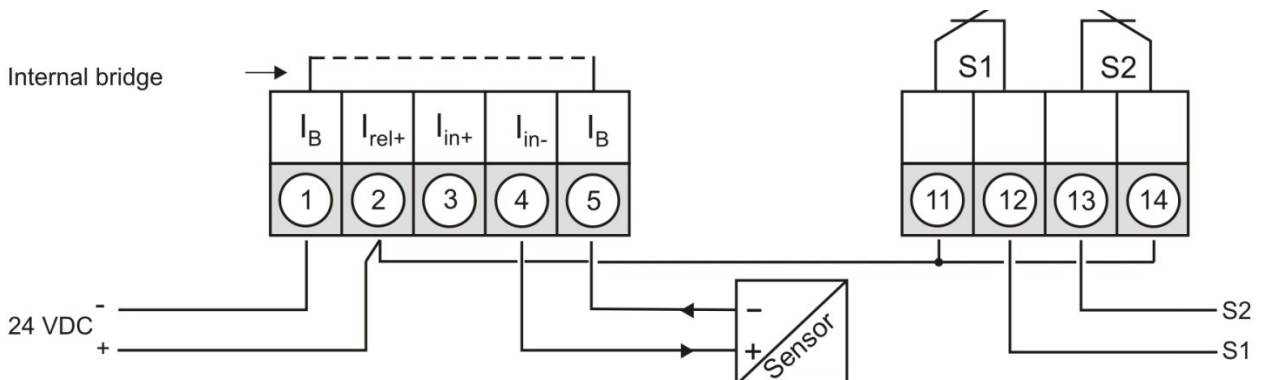 S1 S2
Internal bridge
I_B I_rel+ I_in+ I_in- I_B
1 2 3 4 5 11 12 13 14
24 VDC - +
- + Sensor
S2
S1